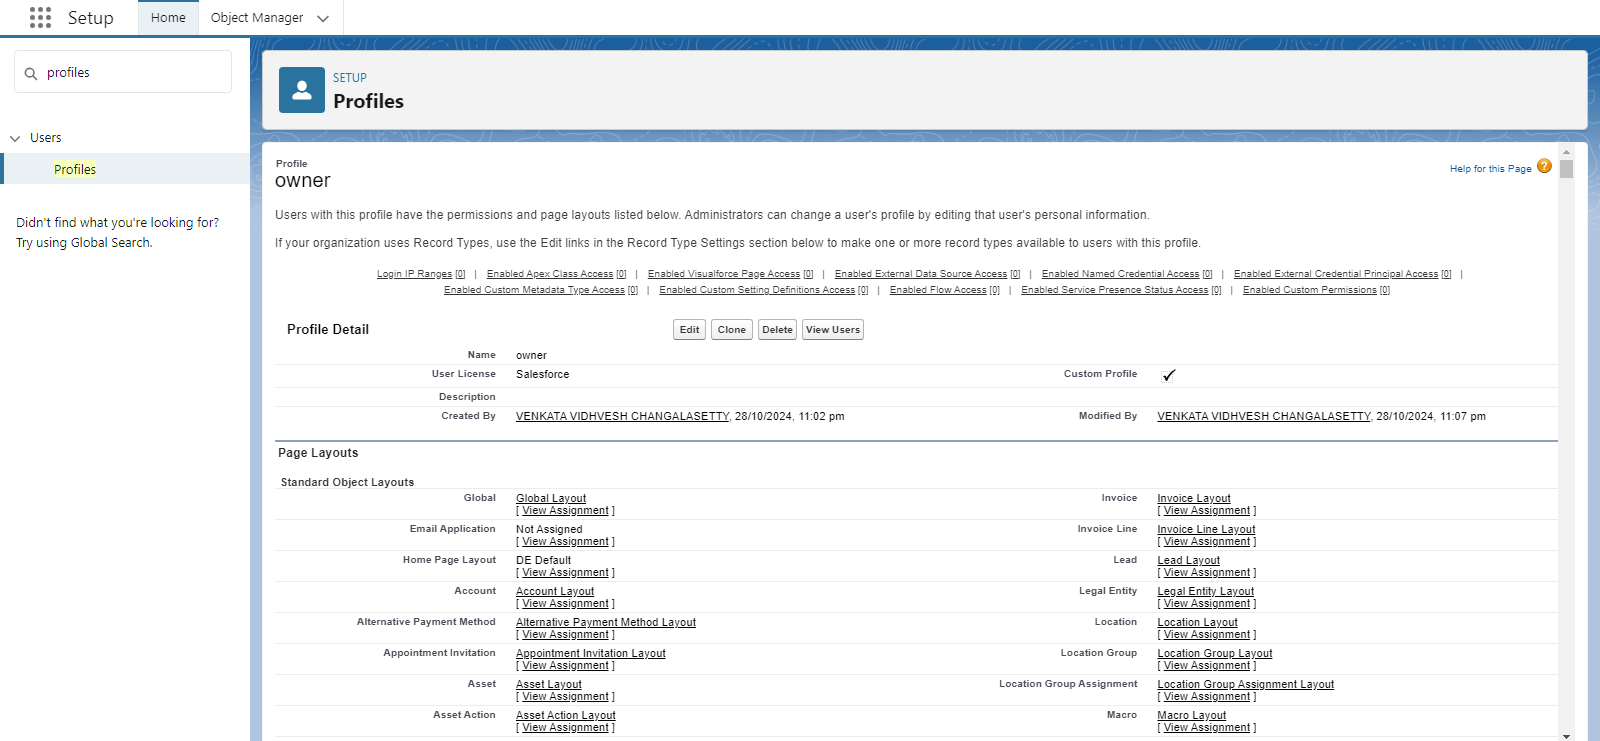 Setup
Home
Object Manager
profiles
Users
Profiles
Didn't find what you're looking for?
Try using Global Search.
SETUP
Profiles
Profile
owner
Help for this Page ?
Users with this profile have the permissions and page layouts listed below. Administrators can change a user's profile by editing that user's personal information.
If your organization uses Record Types, use the Edit links in the Record Type Settings section below to make one or more record types available to users with this profile.
Login IP Ranges [0] | Enabled Apex Class Access [0] | Enabled Visualforce Page Access [0] | Enabled External Data Source Access [0] | Enabled Named Credential Access [0] | Enabled External Credential Principal Access [0] |
Enabled Custom Metadata Type Access [0] | Enabled Custom Setting Definitions Access [0] | Enabled Flow Access [0] | Enabled Service Presence Status Access [0] | Enabled Custom Permissions [0]
Profile Detail
Edit Clone Delete View Users
Name owner
User License Salesforce Custom Profile
Description
Created By VENKATA VIDHVESH CHANGALASETTY, 28/10/2024, 11:02 pm Modified By VENKATA VIDHVESH CHANGALASETTY, 28/10/2024, 11:07 pm
Page Layouts
Standard Object Layouts
Global Global Layout Invoice Invoice Layout
[ View Assignment ] [ View Assignment ]
Email Application Not Assigned Invoice Line Invoice Line Layout
[ View Assignment ] [ View Assignment ]
Home Page Layout DE Default Lead Lead Layout
[ View Assignment ] [ View Assignment ]
Account Account Layout Legal Entity Legal Entity Layout
[ View Assignment ] [ View Assignment ]
Alternative Payment Method Alternative Payment Method Layout Location Location Layout
[ View Assignment ] [ View Assignment ]
Appointment Invitation Appointment Invitation Layout Location Group Location Group Layout
[ View Assignment ] [ View Assignment ]
Asset Asset Layout Location Group Assignment Location Group Assignment Layout
[ View Assignment ] [ View Assignment ]
Asset Action Asset Action Layout Macro Macro Layout
[ View Assignment ] [ View Assignment ]